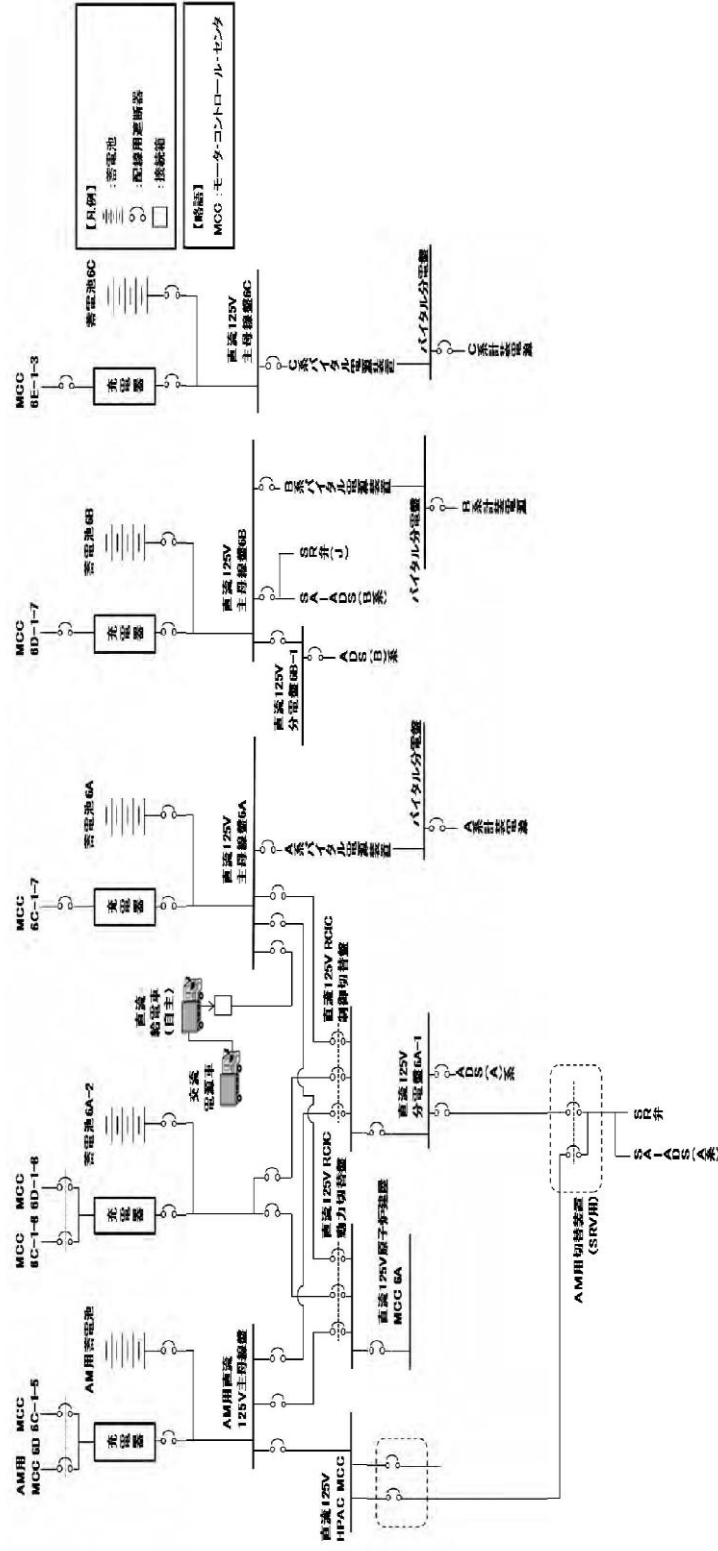 AM用
MCC 6D
MCC
6C-1-5
充電器
AM用蓄電池
AM用直流
125V主母線盤
直流125V
HPAC MCC
MCC
6C-1-8
MCC
6D-1-8
充電器
蓄電池6A-2
直流125V RCIC
動力切替盤
直流125V原子炉建屋
MCC 6A
交流
電源車
直流
給電車
(自主)
MCC
6C-1-7
充電器
蓄電池6A
直流125V
主母線盤6A
直流125V RCIC
制御切替盤
A系バイタル電源装置
バイタル分電盤
A系計装電源
直流125V
分電盤6A-1
ADS(A)系
AM用切替装置
(SRV用)
SR弁
SA-ADS(A系)
MCC
6D-1-7
充電器
蓄電池6B
直流125V
主母線盤6B
直流125V
分電盤6B-1
ADS(B)系
SA-ADS(B系)
SR弁(J)
B系バイタル電源装置
バイタル分電盤
B系計装電源
MCC
6E-1-3
充電器
蓄電池6C
直流125V
主母線盤6C
C系バイタル電源装置
バイタル分電盤
C系計装電源
【凡例】
:蓄電池
:配線用遮断器
:接続箱
【略語】
MCC:モータ・コントロール・センタ